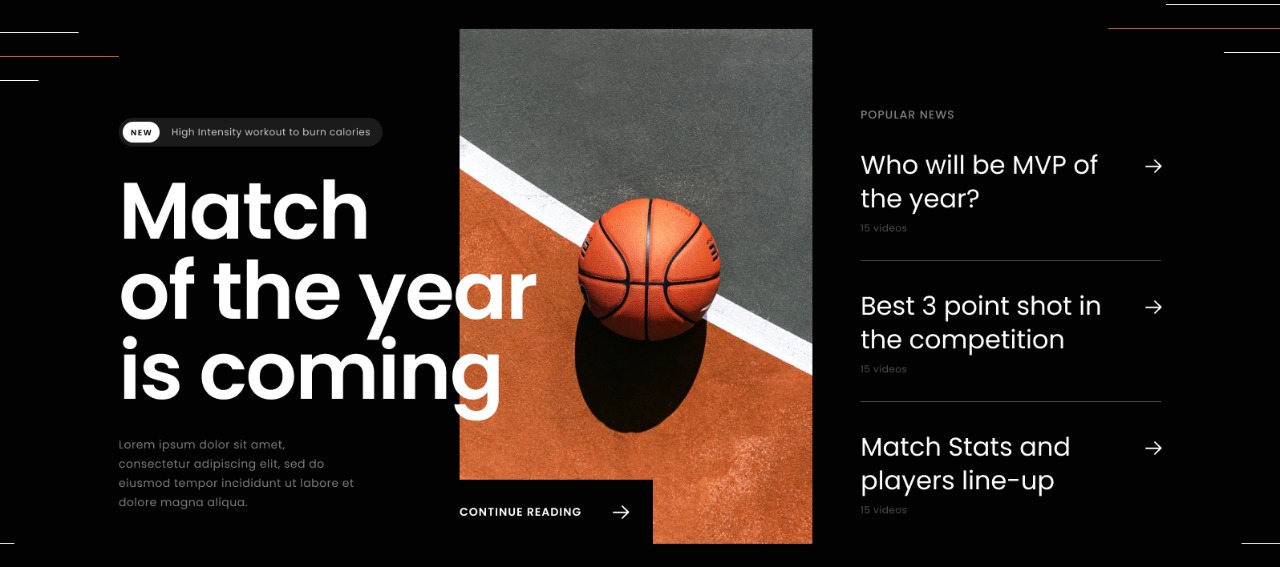 NEW High Intensity workout to burn calories
Match
of the year
is coming
Lorem ipsum dolor sit amet,
consectetur adipiscing elit, sed do
eiusmod tempor incididunt ut labore et
dolore magna aliqua.
CONTINUE READING
POPULAR NEWS
Who will be MVP of
the year?
15 videos
Best 3 point shot in
the competition
15 videos
Match Stats and
players line-up
15 videos